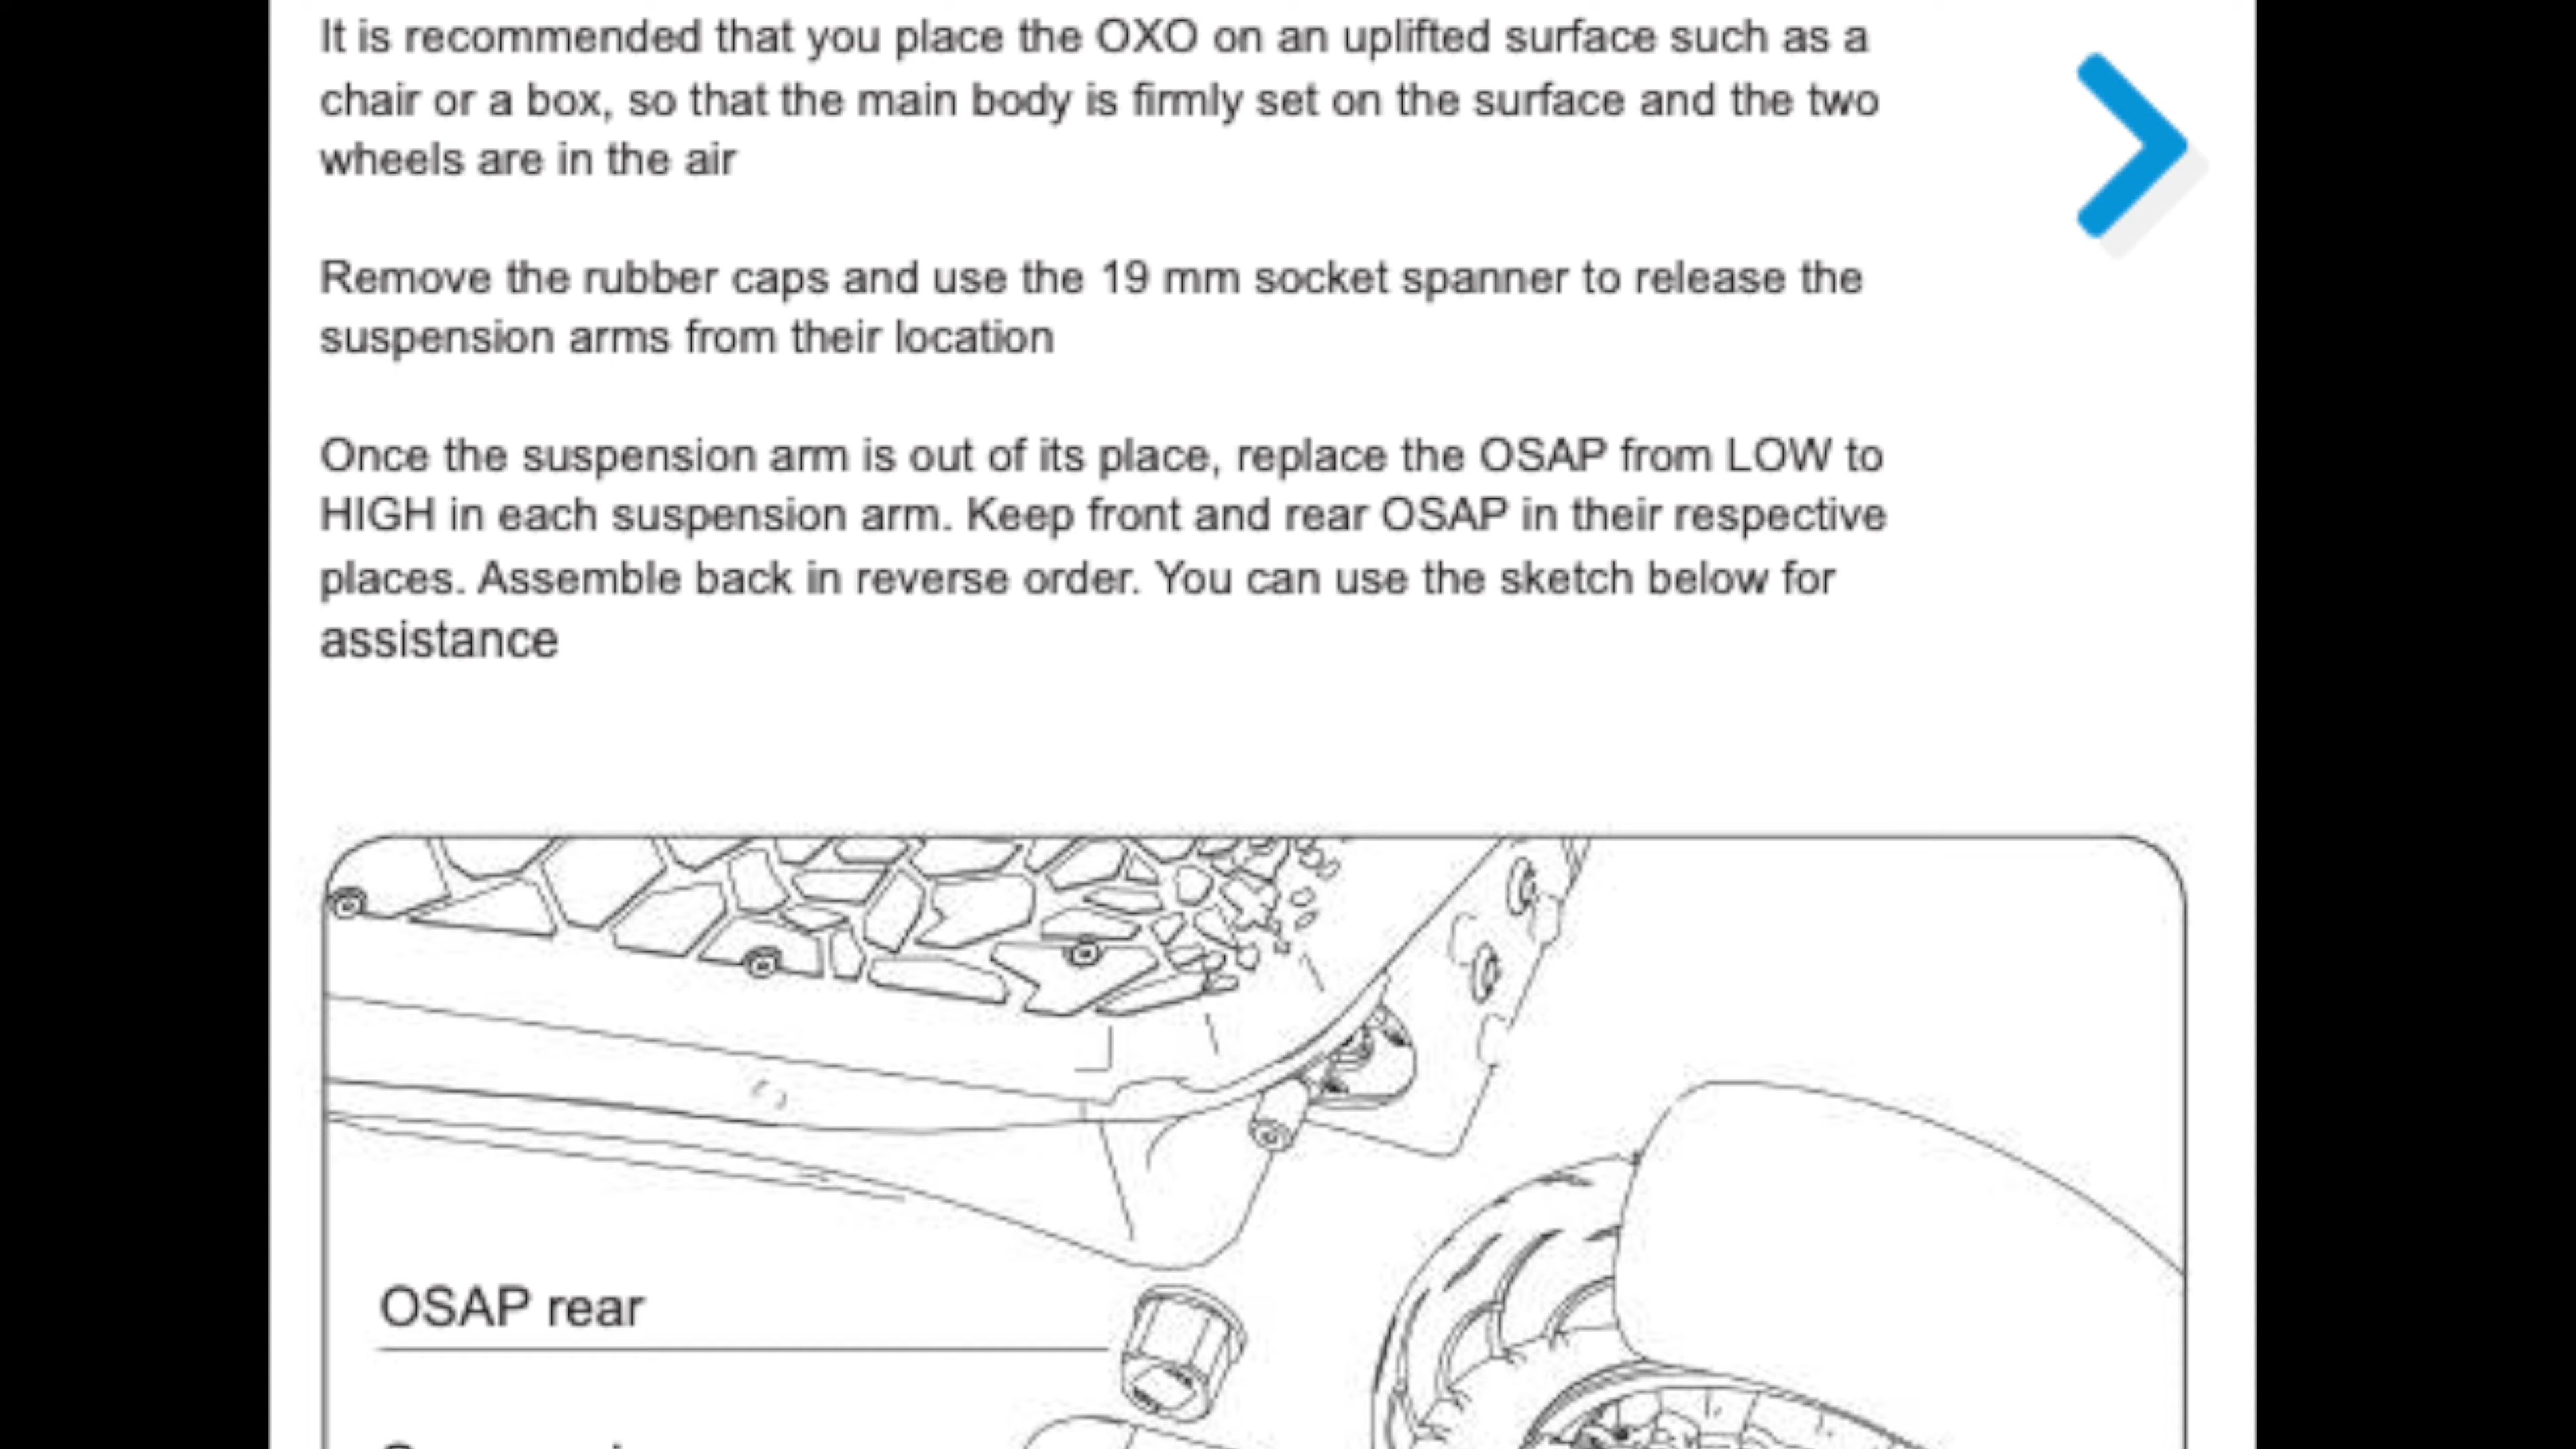 It is recommended that you place the OXO on an uplifted surface such as a
chair or a box, so that the main body is firmly set on the surface and the two
wheels are in the air
Remove the rubber caps and use the 19 mm socket spanner to release the
suspension arms from their location
Once the suspension arm is out of its place, replace the OSAP from LOW to
HIGH in each suspension arm. Keep front and rear OSAP in their respective
places. Assemble back in reverse order. You can use the sketch below for
assistance
OSAP rear